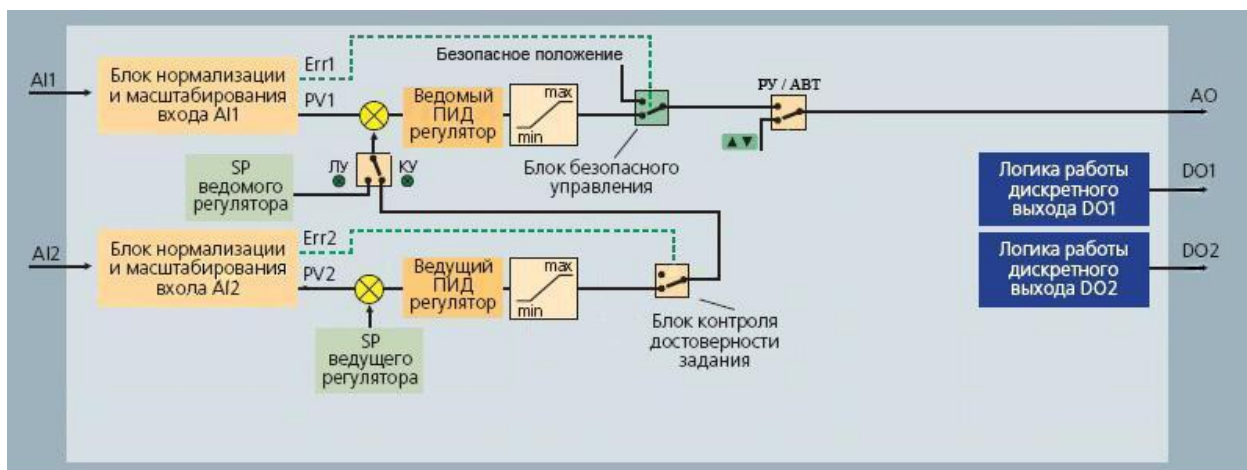 AI1
Блок нормализации
и масштабирования
входа AI1
Err1
PV1
Ведомый
ПИД
регулятор
max
min
Безопасное положение
РУ / АВТ
▲▼
AO
Блок безопасного
управления
SP
ведомого
регулятора
ЛУ
КУ
Логика работы
дискретного
выхода DO1
DO1
AI2
Блок нормализации
и масштабирования
вхола AI2
Err2
PV2
Ведущий
ПИД
регулятор
max
min
Блок контроля
достоверности
задания
SP
ведущего
регулятора
Логика работы
дискретного
выхода DO2
DO2